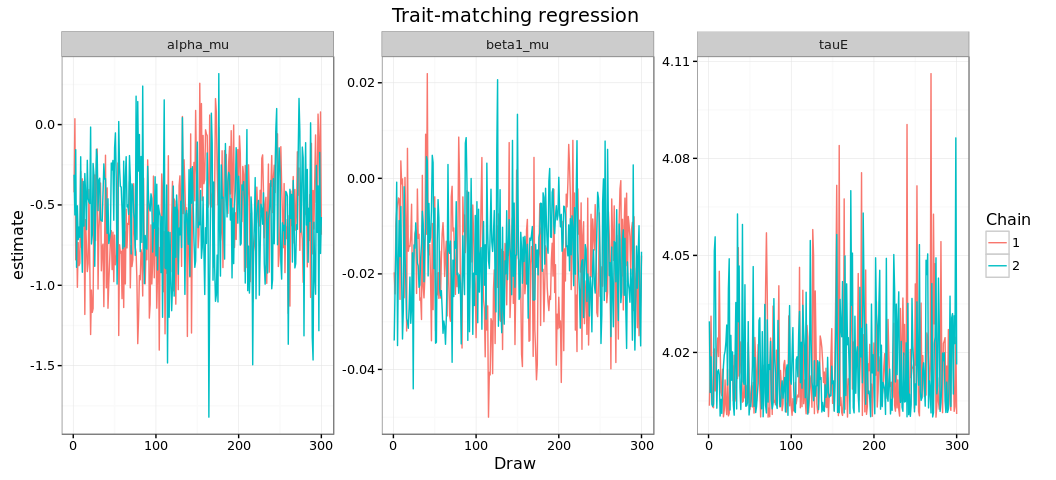 Trait-matching regression
alpha_mu
beta1_mu
tauE
0.0
-0.5
-1.0
-1.5
0.02
0.00
-0.02
-0.04
4.11
4.08
4.05
4.02
estimate
0 100 200 300
0 100 200 300
0 100 200 300
Draw
Chain
1
2